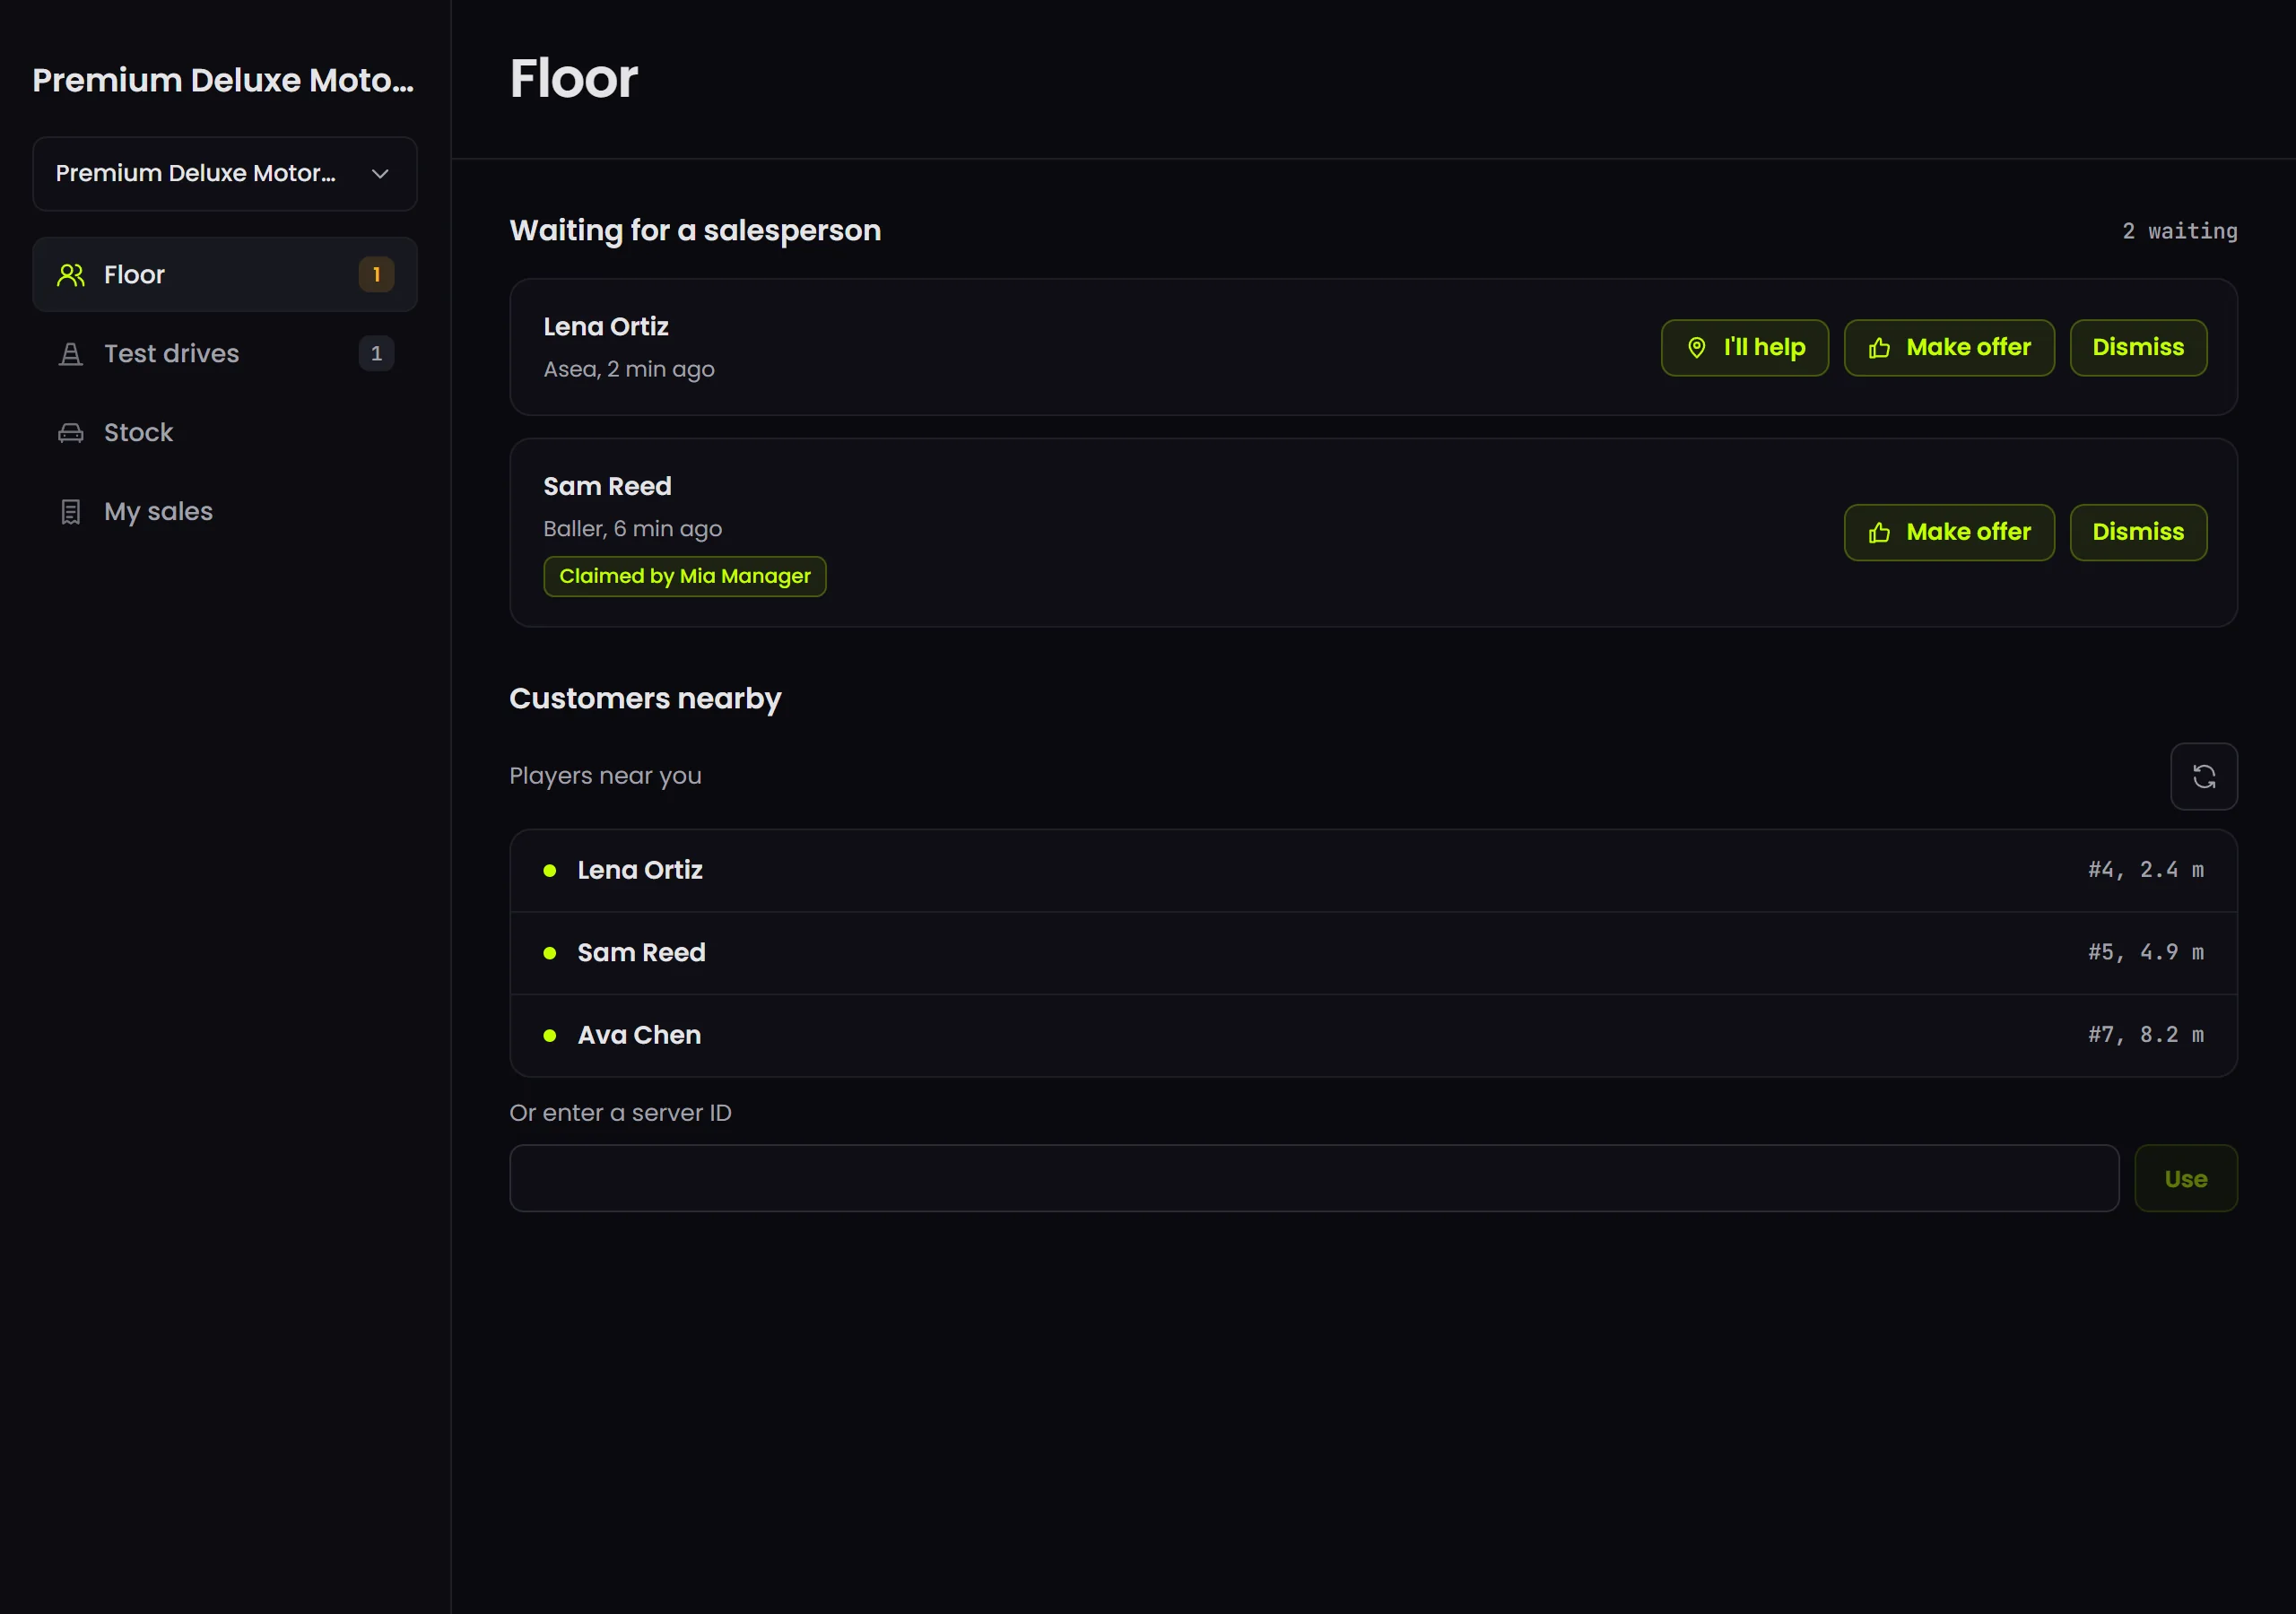 Premium Deluxe Moto...
Premium Deluxe Motor...
Floor 1
Test drives 1
Stock
My sales
Floor
Waiting for a salesperson
2 waiting
Lena Ortiz
Asea, 2 min ago
I'll help
Make offer
Dismiss
Sam Reed
Baller, 6 min ago
Claimed by Mia Manager
Make offer
Dismiss
Customers nearby
Players near you
Lena Ortiz #4, 2.4 m
Sam Reed #5, 4.9 m
Ava Chen #7, 8.2 m
Or enter a server ID
Use